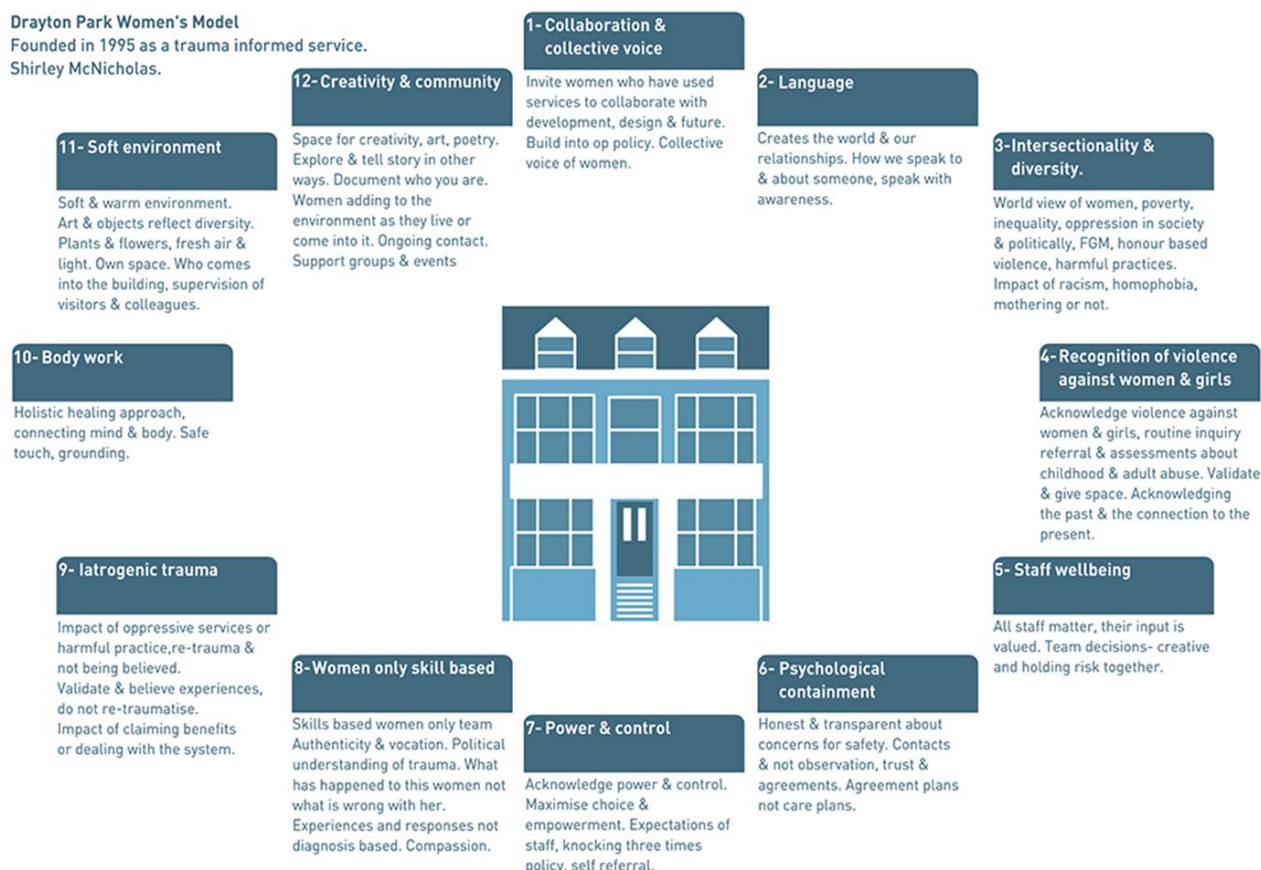 Drayton Park Women's Model
Founded in 1995 as a trauma informed service.
Shirley McNicholas.
1- Collaboration &
collective voice
Invite women who have used
services to collaborate with
development, design & future.
Build into op policy. Collective
voice of women.
2- Language
Creates the world & our
relationships. How we speak to
& about someone, speak with
awareness.
3-Intersectionality &
diversity.
World view of women, poverty,
inequality, oppression in society
& politically, FGM, honour based
violence, harmful practices.
Impact of racism, homophobia,
mothering or not.
4- Recognition of violence
against women & girls
Acknowledge violence against
women & girls, routine inquiry
referral & assessments about
childhood & adult abuse. Validate
& give space. Acknowledging
the past & the connection to the
present.
5- Staff wellbeing
All staff matter, their input is
valued. Team decisions- creative
and holding risk together.
6- Psychological
containment
Honest & transparent about
concerns for safety. Contacts
& not observation, trust &
agreements. Agreement plans
not care plans.
7- Power & control
Acknowledge power & control.
Maximise choice &
empowerment. Expectations of
staff, knocking three times
policy, self referral.
8-Women only skill based
Skills based women only team
Authenticity & vocation. Political
understanding of trauma. What
has happened to this women not
what is wrong with her.
Experiences and responses not
diagnosis based. Compassion.
9- Iatrogenic trauma
Impact of oppressive services or
harmful practice,re-trauma &
not being believed.
Validate & believe experiences,
do not re-traumatise.
Impact of claiming benefits
or dealing with the system.
10- Body work
Holistic healing approach,
connecting mind & body. Safe
touch, grounding.
11- Soft environment
Soft & warm environment.
Art & objects reflect diversity.
Plants & flowers, fresh air &
light. Own space. Who comes
into the building, supervision of
visitors & colleagues.
12-Creativity & community
Space for creativity, art, poetry.
Explore & tell story in other
ways. Document who you are.
Women adding to the
environment as they live or
come into it. Ongoing contact.
Support groups & events